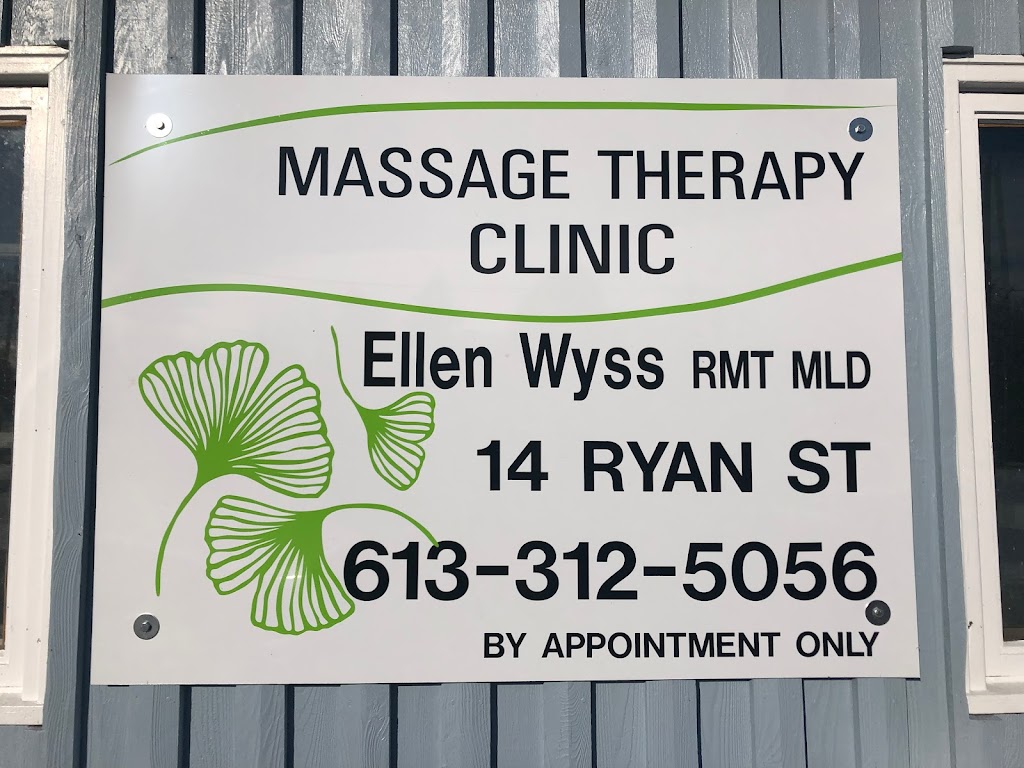 MASSAGE THERAPY
CLINIC
Ellen Wyss RMT MLD
14 RYAN ST
613-312-5056
BY APPOINTMENT ONLY